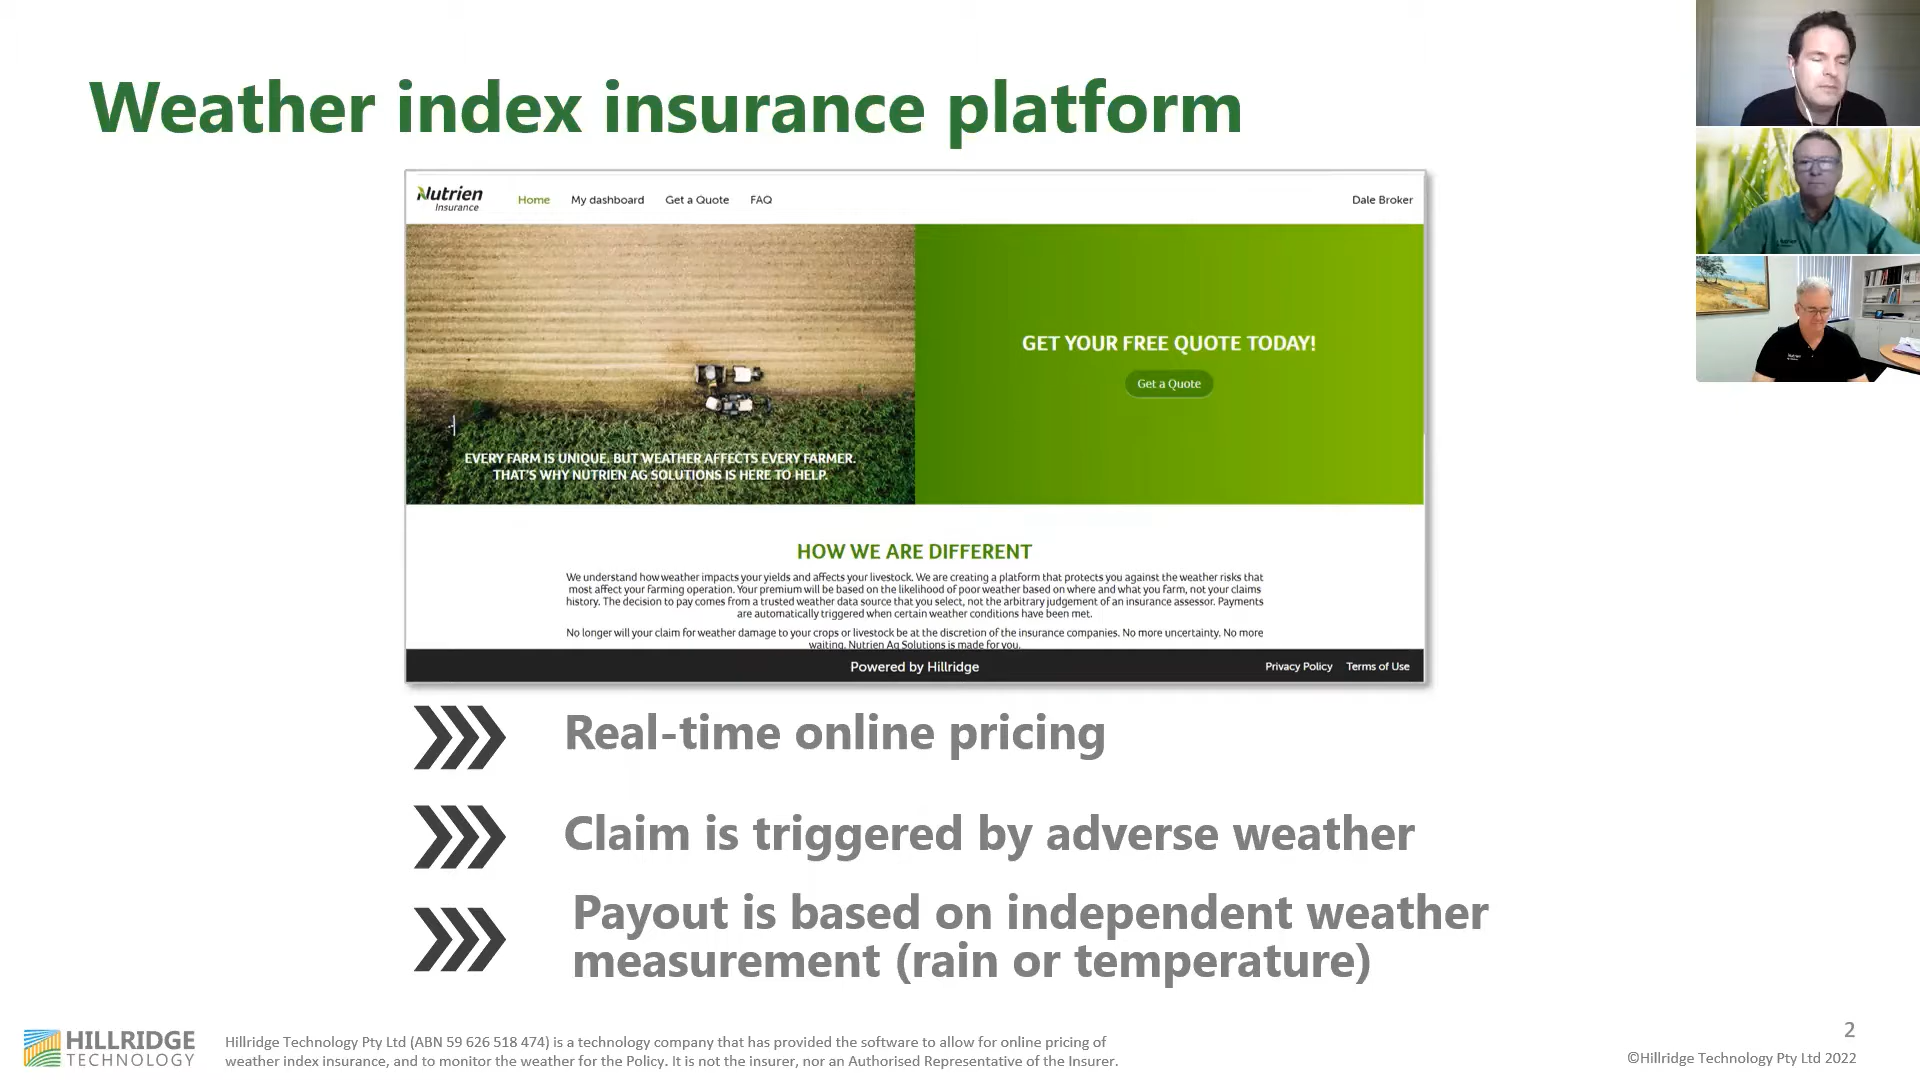 Weather index insurance platform
Nutrien
Insurance
Home My dashboard Get a Quote FAQ Dale Broker
EVERY FARM IS UNIQUE. BUT WEATHER AFFECTS EVERY FARMER.
THAT'S WHY NUTRIEN AG SOLUTIONS IS HERE TO HELP.
GET YOUR FREE QUOTE TODAY!
Get a Quote
HOW WE ARE DIFFERENT
We understand how weather impacts your yields and affects your livestock. We are creating a platform that protects you against the weather risks that
most affect your farming operation. Your premium will be based on the likelihood of poor weather based on where and what you farm, not your claims
history. The decision to pay comes from a trusted weather data source that you select, not the arbitrary judgement of an insurance assessor. Payments
are automatically triggered when certain weather conditions have been met.
No longer will your claim for weather damage to your crops or livestock be at the discretion of the insurance companies. No more uncertainty. No more
waiting. Nutrien Ag Solutions is made for you.
Powered by Hillridge Privacy Policy Terms of Use
Real-time online pricing
Claim is triggered by adverse weather
Payout is based on independent weather
measurement (rain or temperature)
HILLRIDGE
TECHNOLOGY
Hillridge Technology Pty Ltd (ABN 59 626 518 474) is a technology company that has provided the software to allow for online pricing of
weather index insurance, and to monitor the weather for the Policy. It is not the insurer, nor an Authorised Representative of the Insurer.
2
©Hillridge Technology Pty Ltd 2022